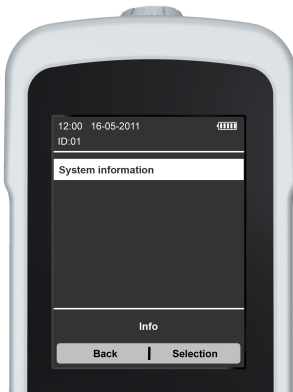 12:00 16-05-2011
ID:01
System information
Info
Back | Selection